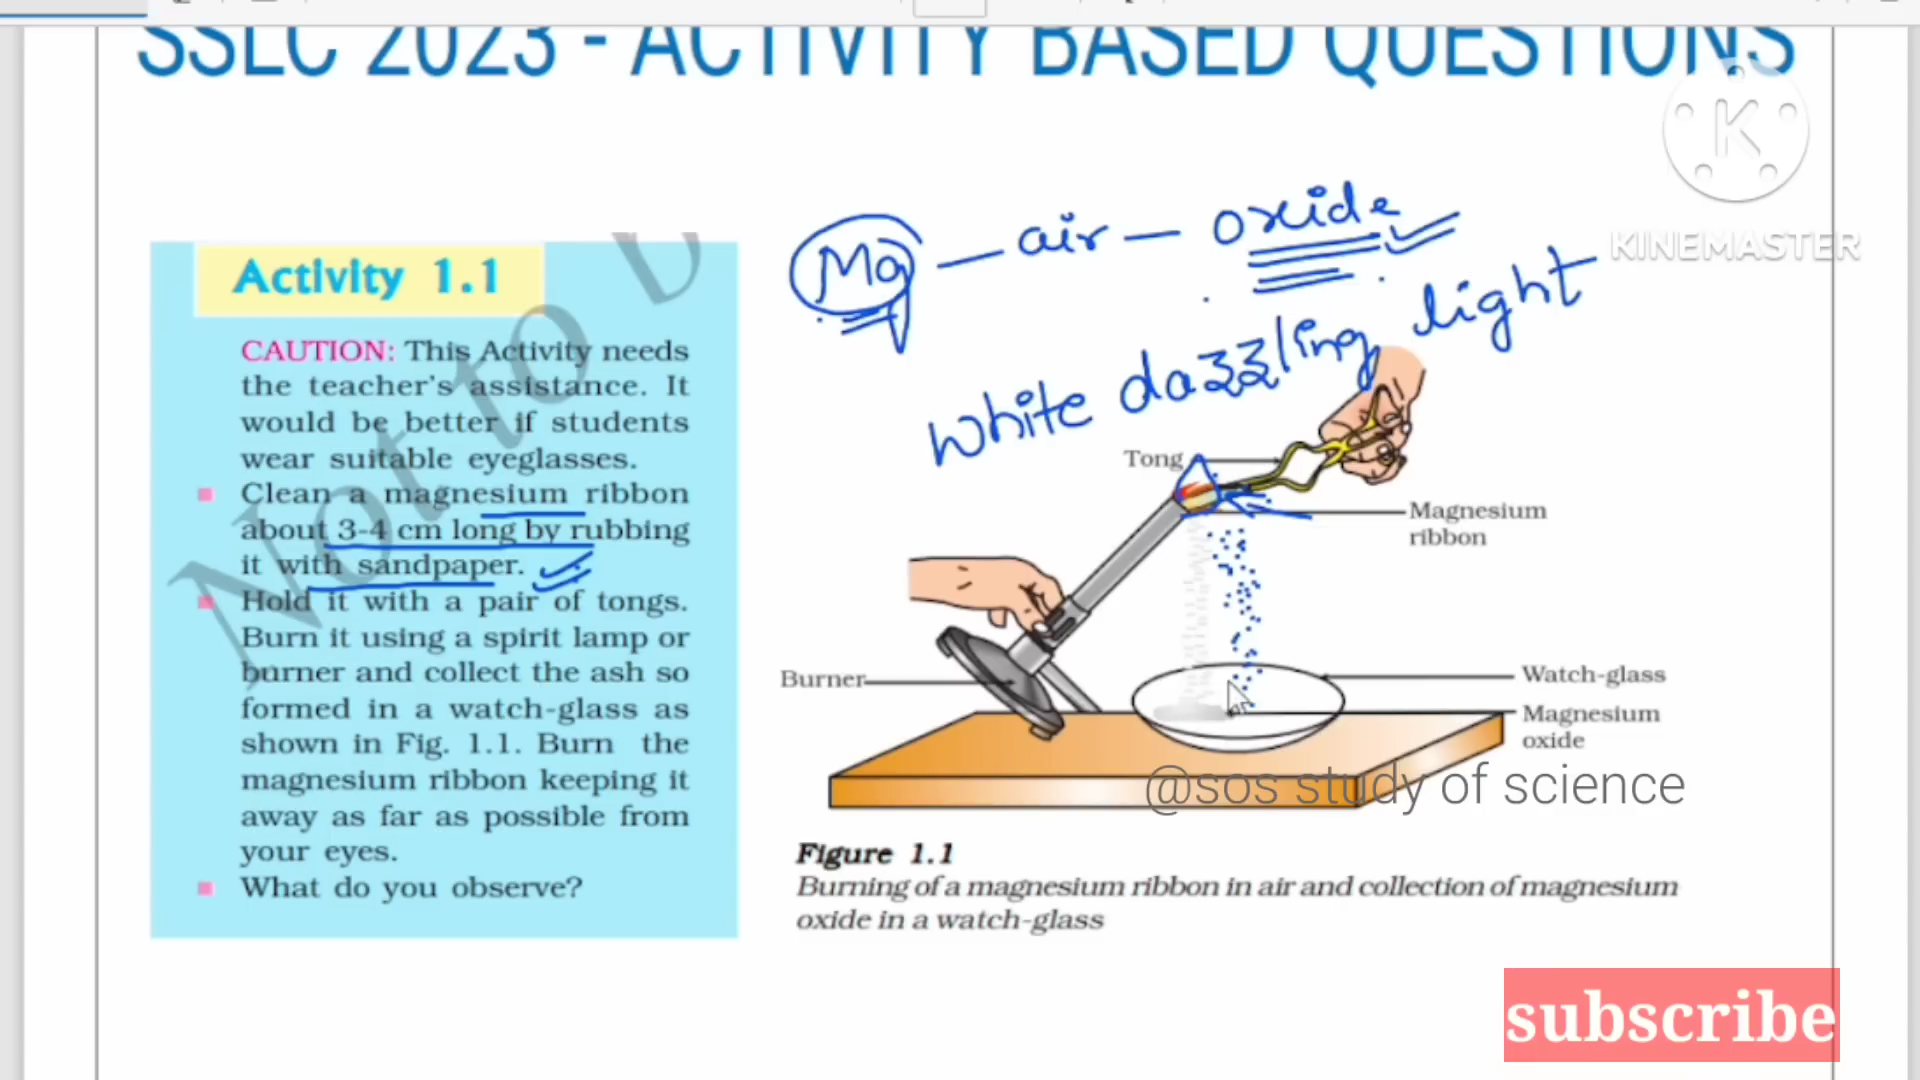 SSLC 2023 - ACTIVITY BASED QUESTIONS
K
KINEMASTER
Mg — air — oxide
white dazzling light
Activity 1.1
CAUTION: This Activity needs
the teacher's assistance. It
would be better if students
wear suitable eyeglasses.
Clean a magnesium ribbon
about 3-4 cm long by rubbing
it with sandpaper.
Hold it with a pair of tongs.
Burn it using a spirit lamp or
burner and collect the ash so
formed in a watch-glass as
shown in Fig. 1.1. Burn the
magnesium ribbon keeping it
away as far as possible from
your eyes.
What do you observe?
Not to b
Tong
Magnesium
ribbon
Burner
Watch-glass
Magnesium
oxide
@sos study of science
Figure 1.1
Burning of a magnesium ribbon in air and collection of magnesium
oxide in a watch-glass
subscribe